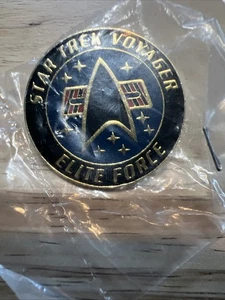 STAR TREK VOYAGER
ELITE FORCE